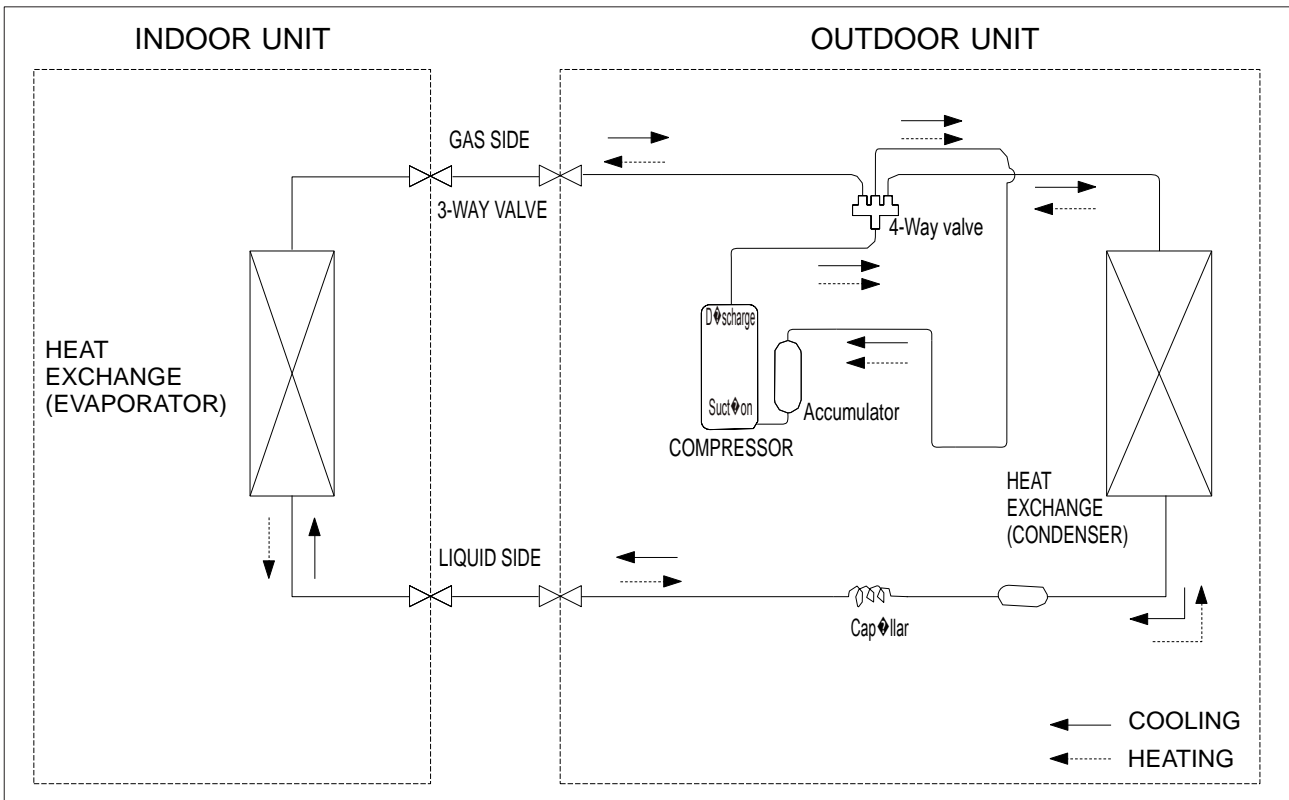 INDOOR UNIT
OUTDOOR UNIT
GAS SIDE
3-WAY VALVE
4-Way valve
D�scharge
HEAT
EXCHANGE
(EVAPORATOR)
Suct�on
Accumulator
COMPRESSOR
HEAT
EXCHANGE
(CONDENSER)
LIQUID SIDE
Cap�llar
COOLING
HEATING